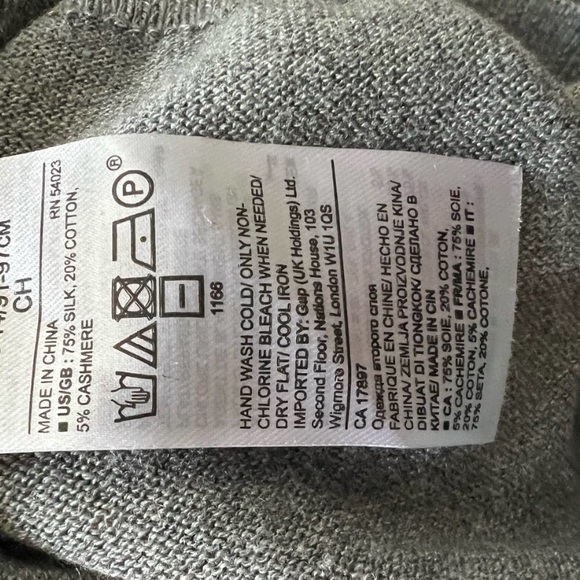 91-97CM
CH
MADE IN CHINA
RN 54023
■ US/GB : 75% SILK, 20% COTTON,
5% CASHMERE
P
®
1166
HAND WASH COLD/ ONLY NON-
CHLORINE BLEACH WHEN NEEDED/
DRY FLAT/ COOL IRON
IMPORTED BY: Gap (UK Holdings) Ltd.
Second Floor, Nations House, 103
Wigmore Street, London W1U 1QS
CA 17897
Одежда второго слоя
FABRIQUE EN CHINE/ HECHO EN
CHINA/ ZEMLJA PROIZVODNJE KINA/
DIBUAT DI TIONGKOK/ СДЕЛАНО В
КИТАЕ/ MADE IN CIN
■ CA : 75% SOIE, 20% COTON,
5% CACHEMIRE ■ FR/MA : 75% SOIE,
20% COTON, 5% CACHEMIRE ■ IT :
75% SETA, 20% COTONE,